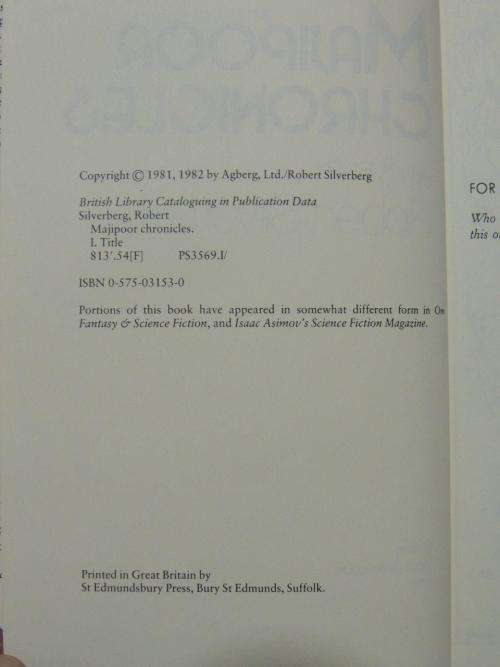 MAJIPOOR
CHRONICLES
Copyright © 1981, 1982 by Agberg, Ltd./Robert Silverberg
British Library Cataloguing in Publication Data
Silverberg, Robert
Majipoor chronicles.
I. Title
813'.54[F] PS3569.I/
ISBN 0-575-03153-0
Portions of this book have appeared in somewhat different form in Om
Fantasy & Science Fiction, and Isaac Asimov's Science Fiction Magazine.
Printed in Great Britain by
St Edmundsbury Press, Bury St Edmunds, Suffolk.
FOR
Who
this